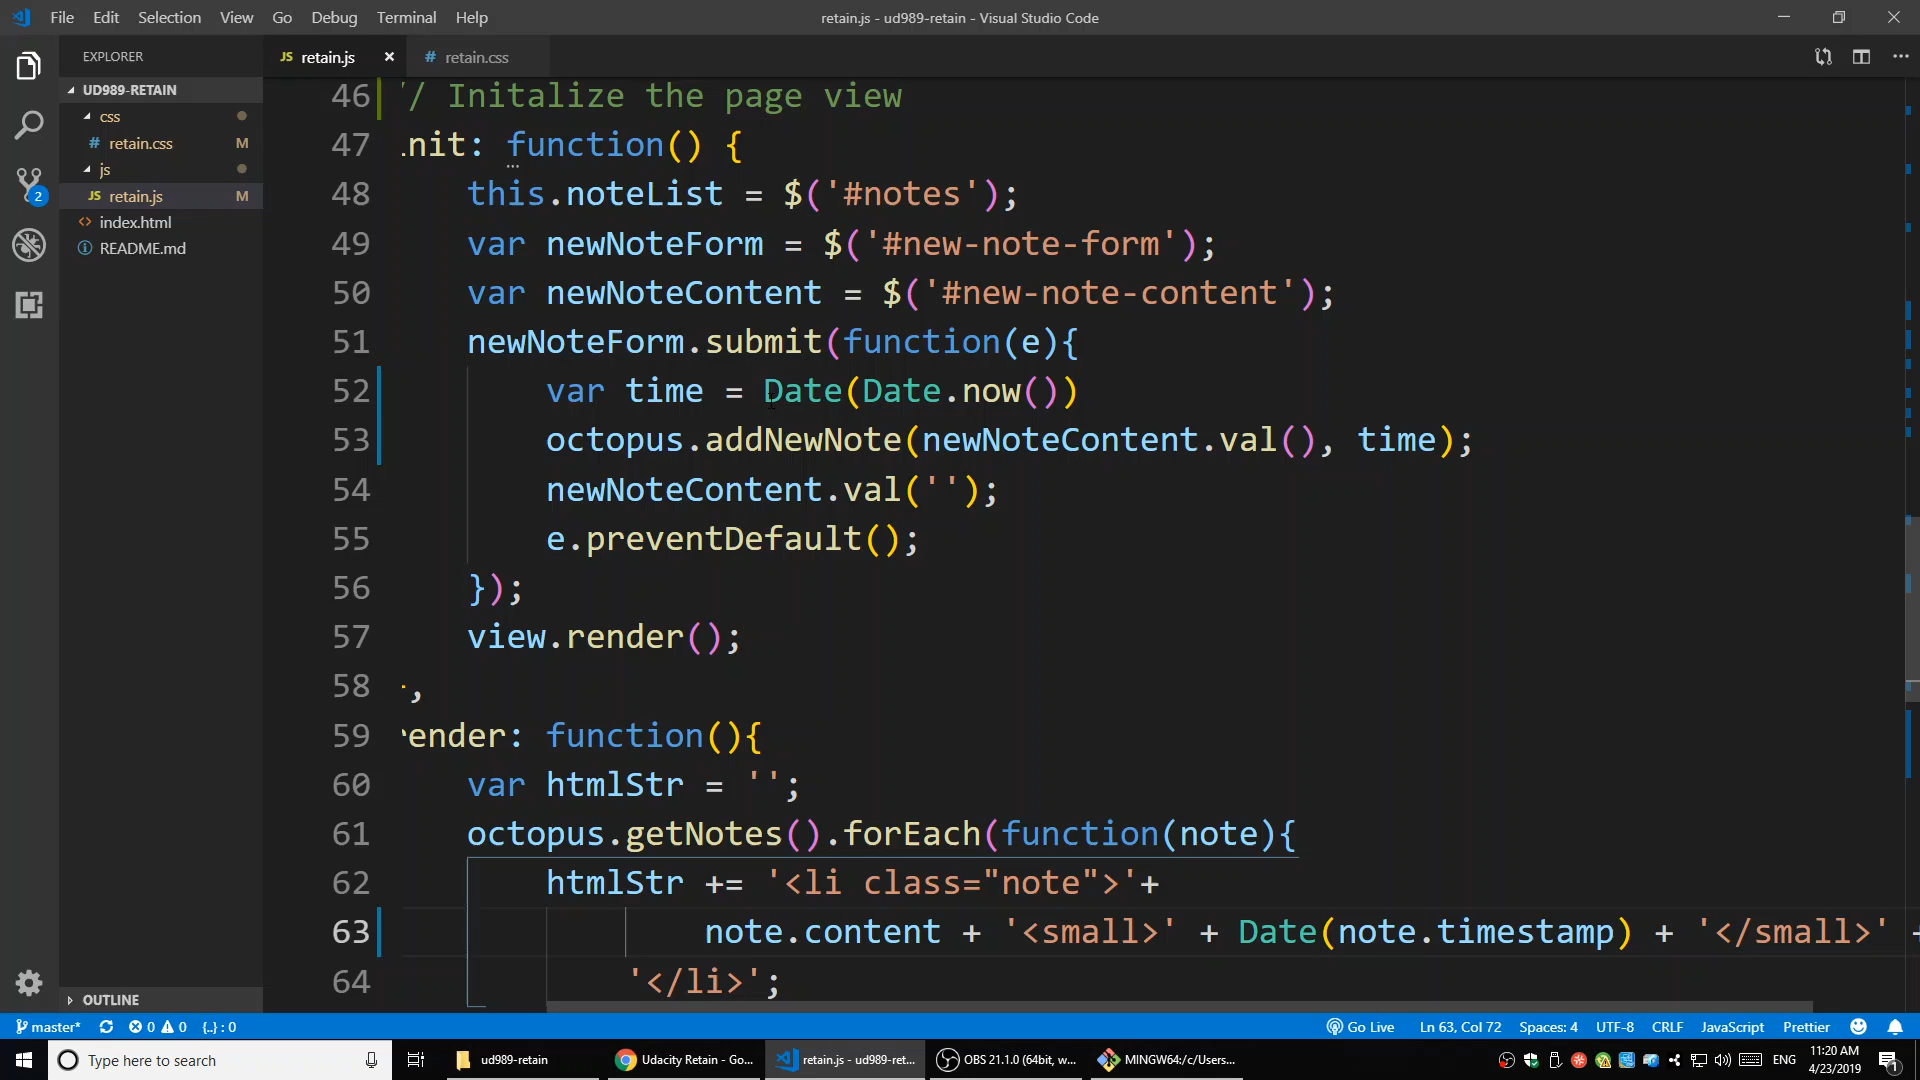 File Edit Selection View Go Debug Terminal Help
retain.js - ud989-retain - Visual Studio Code
EXPLORER
JS retain.js
# retain.css
UD989-RETAIN
css
# retain.css M
js
JS retain.js M
<> index.html
README.md
OUTLINE
2
46 / Initalize the page view
47 nit: function() {
48 this.noteList = $('#notes');
49 var newNoteForm = $('#new-note-form');
50 var newNoteContent = $('#new-note-content');
51 newNoteForm.submit(function(e){
52 var time = Date(Date.now())
53 octopus.addNewNote(newNoteContent.val(), time);
54 newNoteContent.val('');
55 e.preventDefault();
56 });
57 view.render();
58 ,
59 ender: function(){
60 var htmlStr = '';
61 octopus.getNotes().forEach(function(note){
62 htmlStr += '<li class="note">'+
63 note.content + '<small>' + Date(note.timestamp) + '</small>' +
64 '</li>';
master* 0 0 {..} : 0
Go Live Ln 63, Col 72 Spaces: 4 UTF-8 CRLF JavaScript Prettier
Type here to search
ud989-retain
Udacity Retain - Go...
retain.js - ud989-ret...
OBS 21.1.0 (64bit, w...
MINGW64:/c/Users...
ENG
11:20 AM
4/23/2019
1